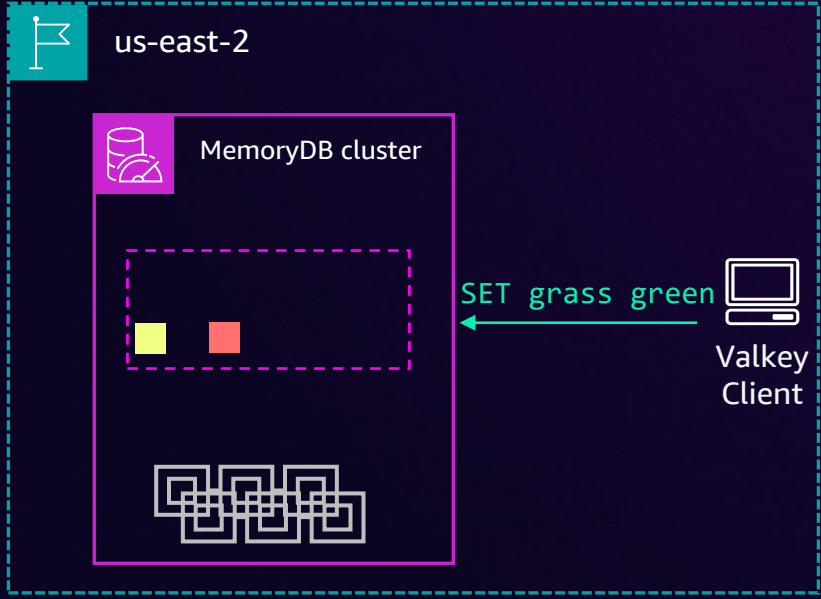 us-east-2
MemoryDB cluster
SET grass green
Valkey
Client